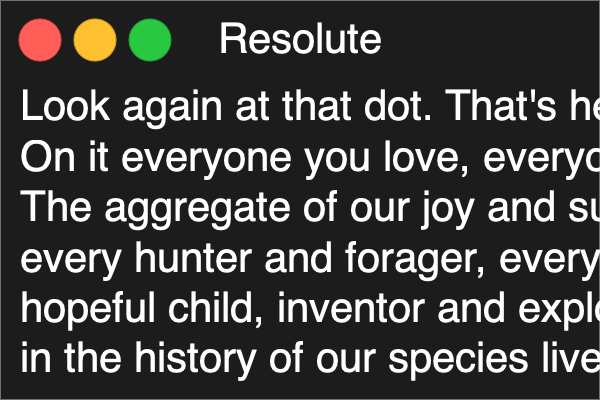 Resolute
Look again at that dot. That's he
On it everyone you love, everyo
The aggregate of our joy and su
every hunter and forager, every
hopeful child, inventor and explo
in the history of our species live